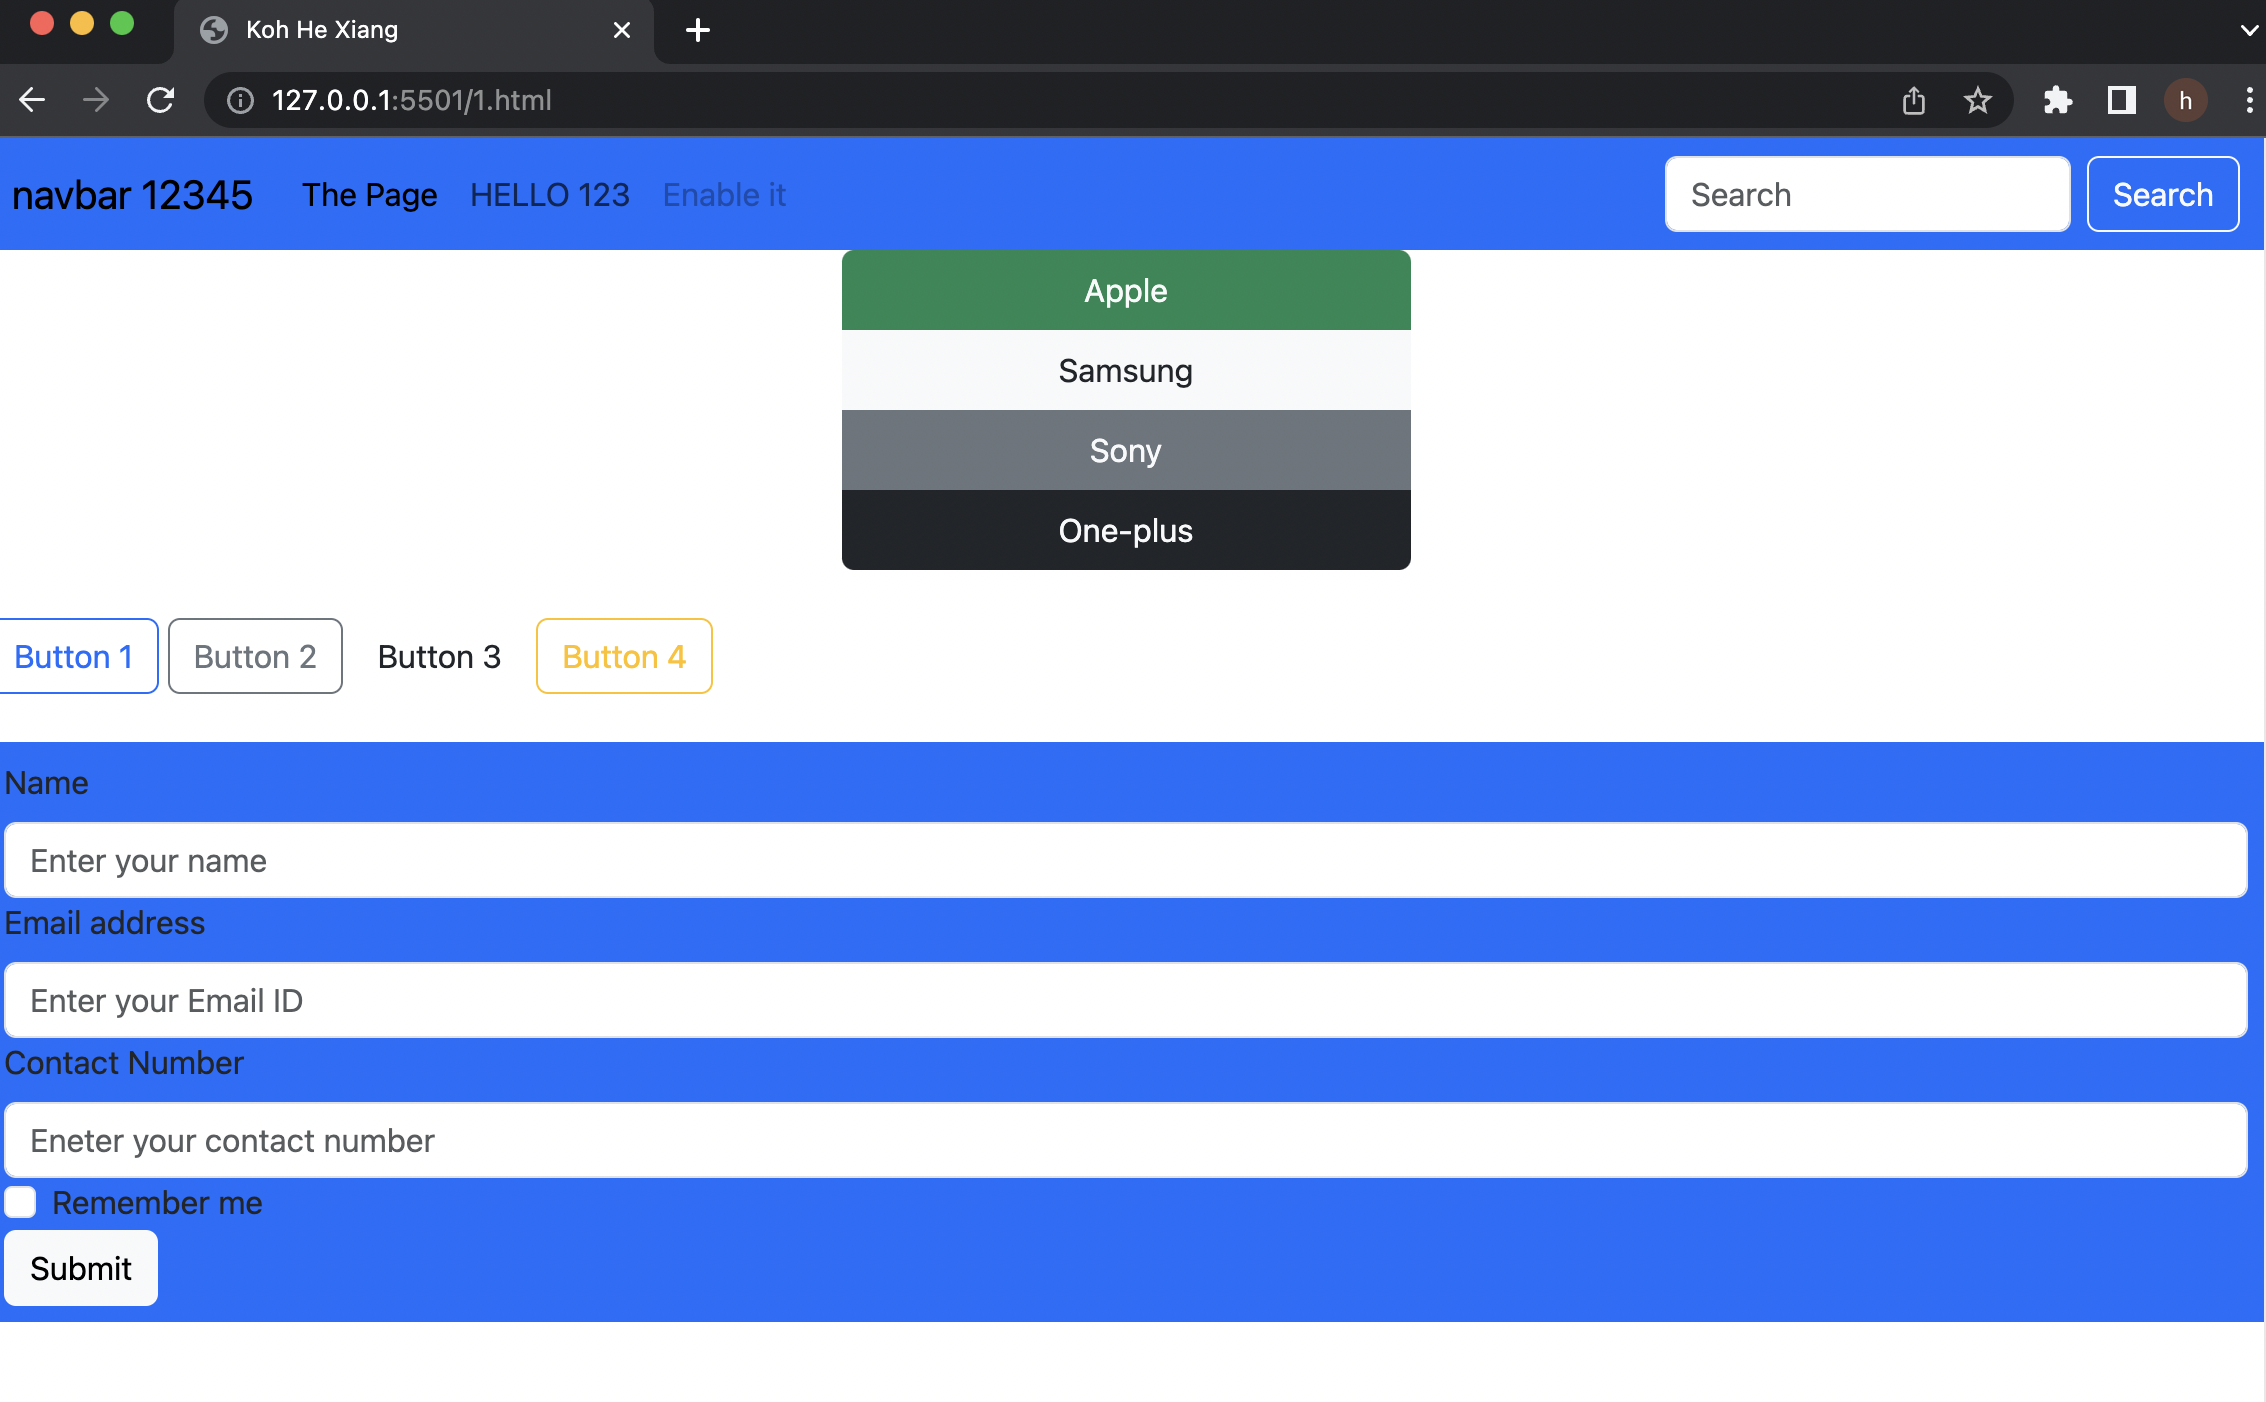 Koh He Xiang
127.0.0.1:5501/1.html
h
navbar 12345 The Page HELLO 123 Enable it Search Search
Apple
Samsung
Sony
One-plus
Button 1 Button 2 Button 3 Button 4
Name
Enter your name
Email address
Enter your Email ID
Contact Number
Eneter your contact number
Remember me
Submit